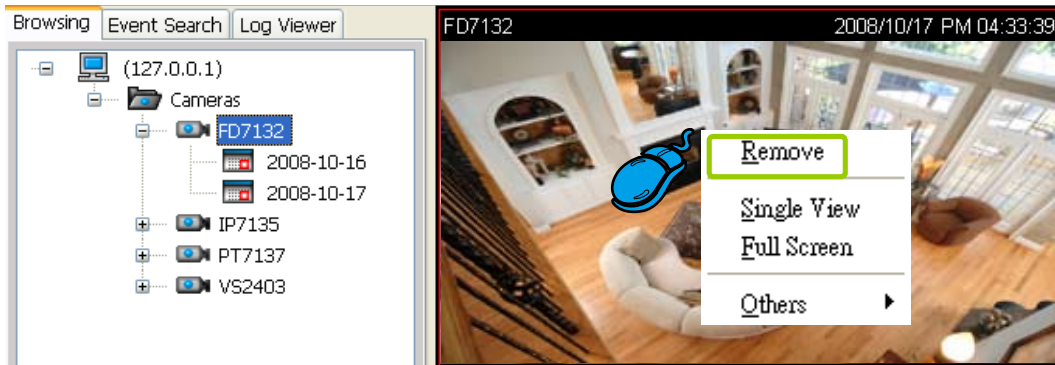 Browsing Event Search Log Viewer
(127.0.0.1)
Cameras
FD7132
2008-10-16
2008-10-17
IP7135
PT7137
VS2403
FD7132 2008/10/17 PM 04:33:39
Remove
Single View
Full Screen
Others